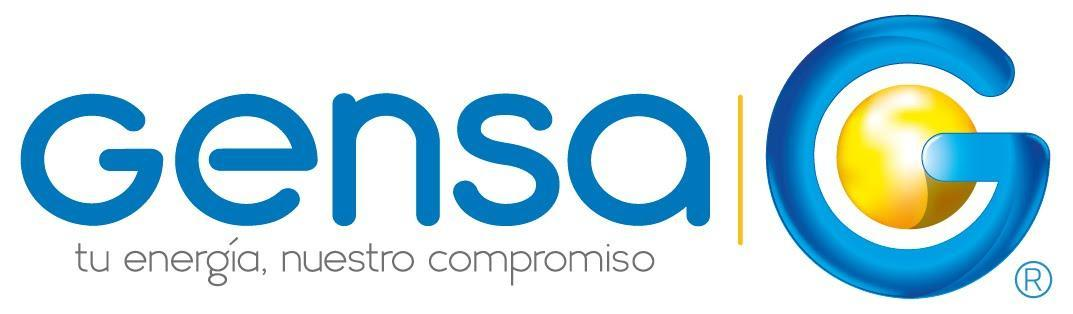 Gensa
tu energía, nuestro compromiso
G
®